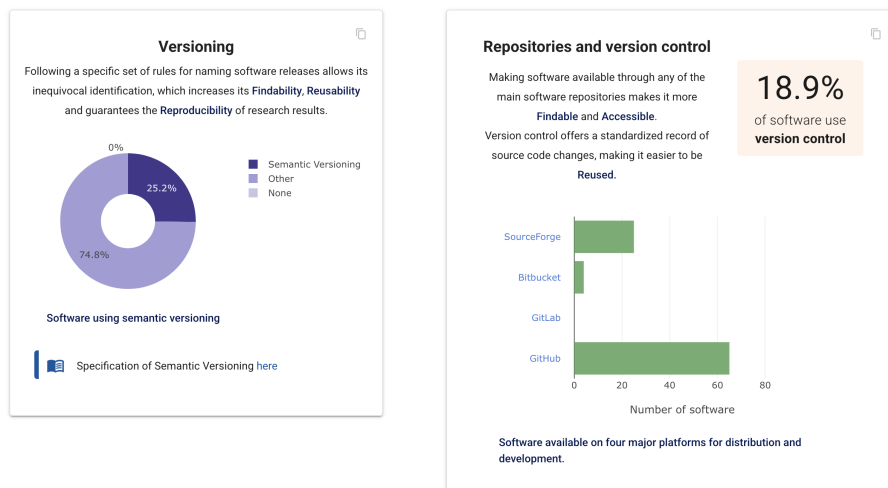 Versioning
Following a specific set of rules for naming software releases allows its
inequivocal identification, which increases its Findability, Reusability
and guarantees the Reproducibility of research results.
0%
25.2%
74.8%
Semantic Versioning
Other
None
Software using semantic versioning
Specification of Semantic Versioning here
Repositories and version control
Making software available through any of the
main software repositories makes it more
Findable and Accessible.
Version control offers a standardized record of
source code changes, making it easier to be
Reused.
18.9%
of software use
version control
SourceForge
Bitbucket
GitLab
GitHub
0 20 40 60 80
Number of software
Software available on four major platforms for distribution and
development.